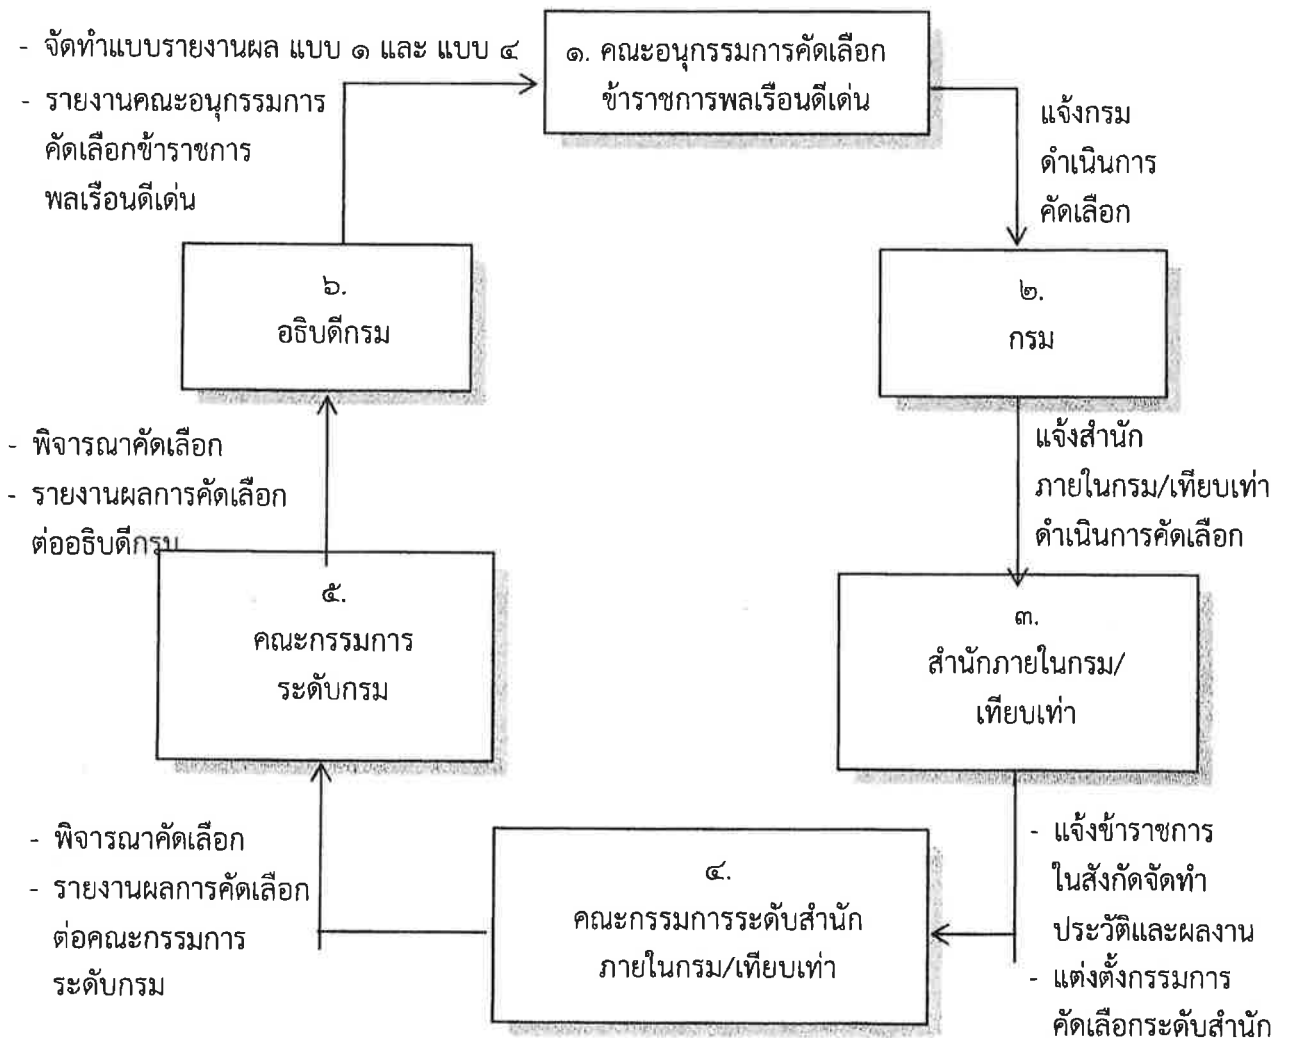 - จัดทำแบบรายงานผล แบบ ๑ และ แบบ ๔
- รายงานคณะอนุกรรมการ
คัดเลือกข้าราชการ
พลเรือนดีเด่น
๑. คณะอนุกรรมการคัดเลือก
ข้าราชการพลเรือนดีเด่น
แจ้งกรม
ดำเนินการ
คัดเลือก
๒.
กรม
แจ้งสำนัก
ภายในกรม/เทียบเท่า
ดำเนินการคัดเลือก
๓.
สำนักภายในกรม/
เทียบเท่า
- แจ้งข้าราชการ
ในสังกัดจัดทำ
ประวัติและผลงาน
- แต่งตั้งกรรมการ
คัดเลือกระดับสำนัก
๔.
คณะกรรมการระดับสำนัก
ภายในกรม/เทียบเท่า
- พิจารณาคัดเลือก
- รายงานผลการคัดเลือก
ต่อคณะกรรมการ
ระดับกรม
๕.
คณะกรรมการ
ระดับกรม
- พิจารณาคัดเลือก
- รายงานผลการคัดเลือก
ต่ออธิบดีกรม
๖.
อธิบดีกรม